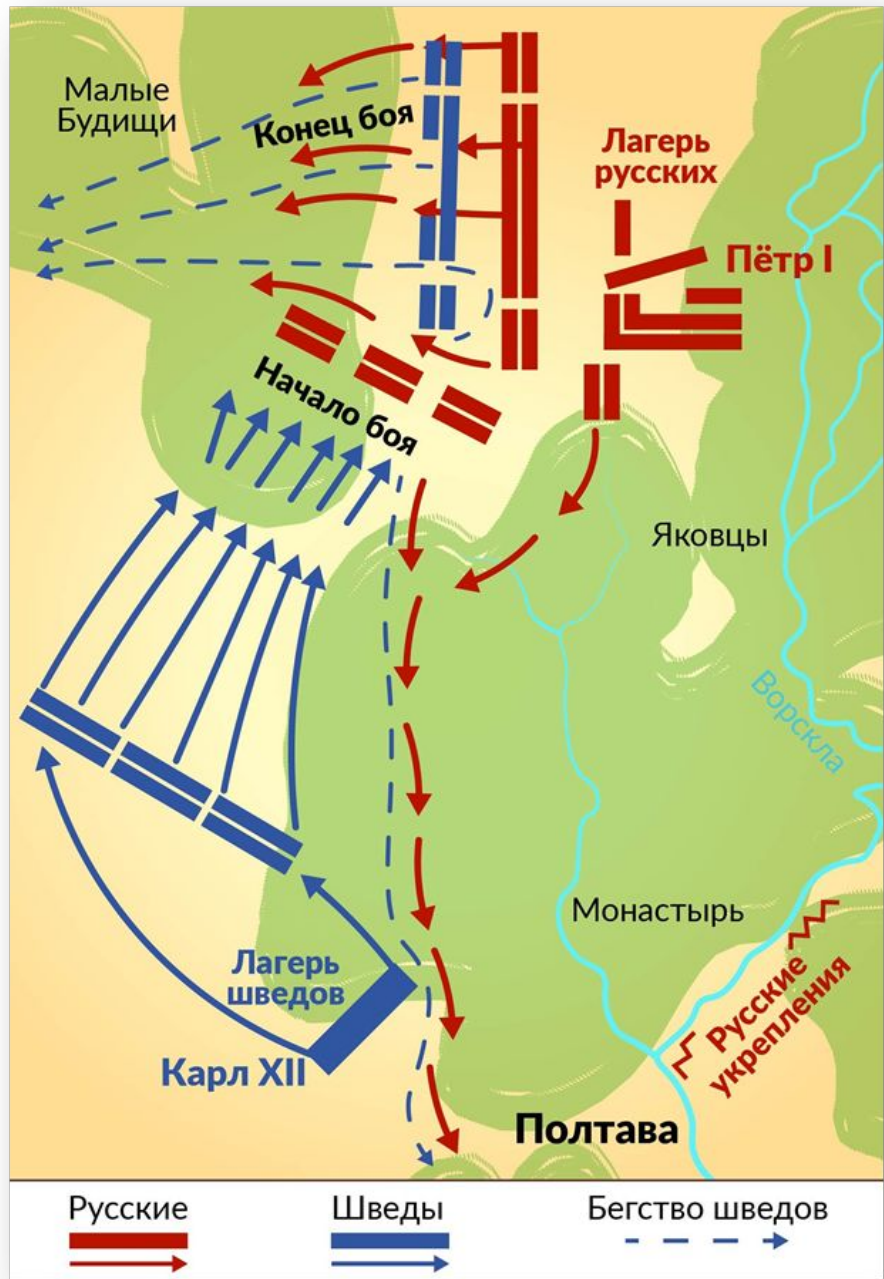 Малые
Будищи
Конец боя
Лагерь
русских
Пётр I
Начало боя
Яковцы
Ворскла
Монастырь
Лагерь
шведов
Русские
укрепления
Карл XII
Полтава
Русские
Шведы
Бегство шведов